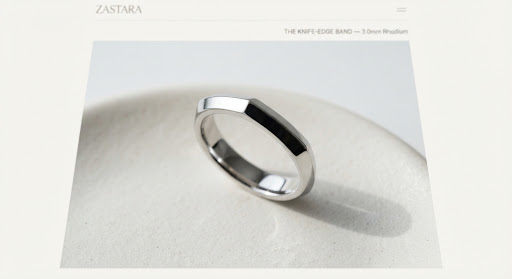 ZASTARA
THE KNIFE-EDGE BAND — 3.0mm Rhodium